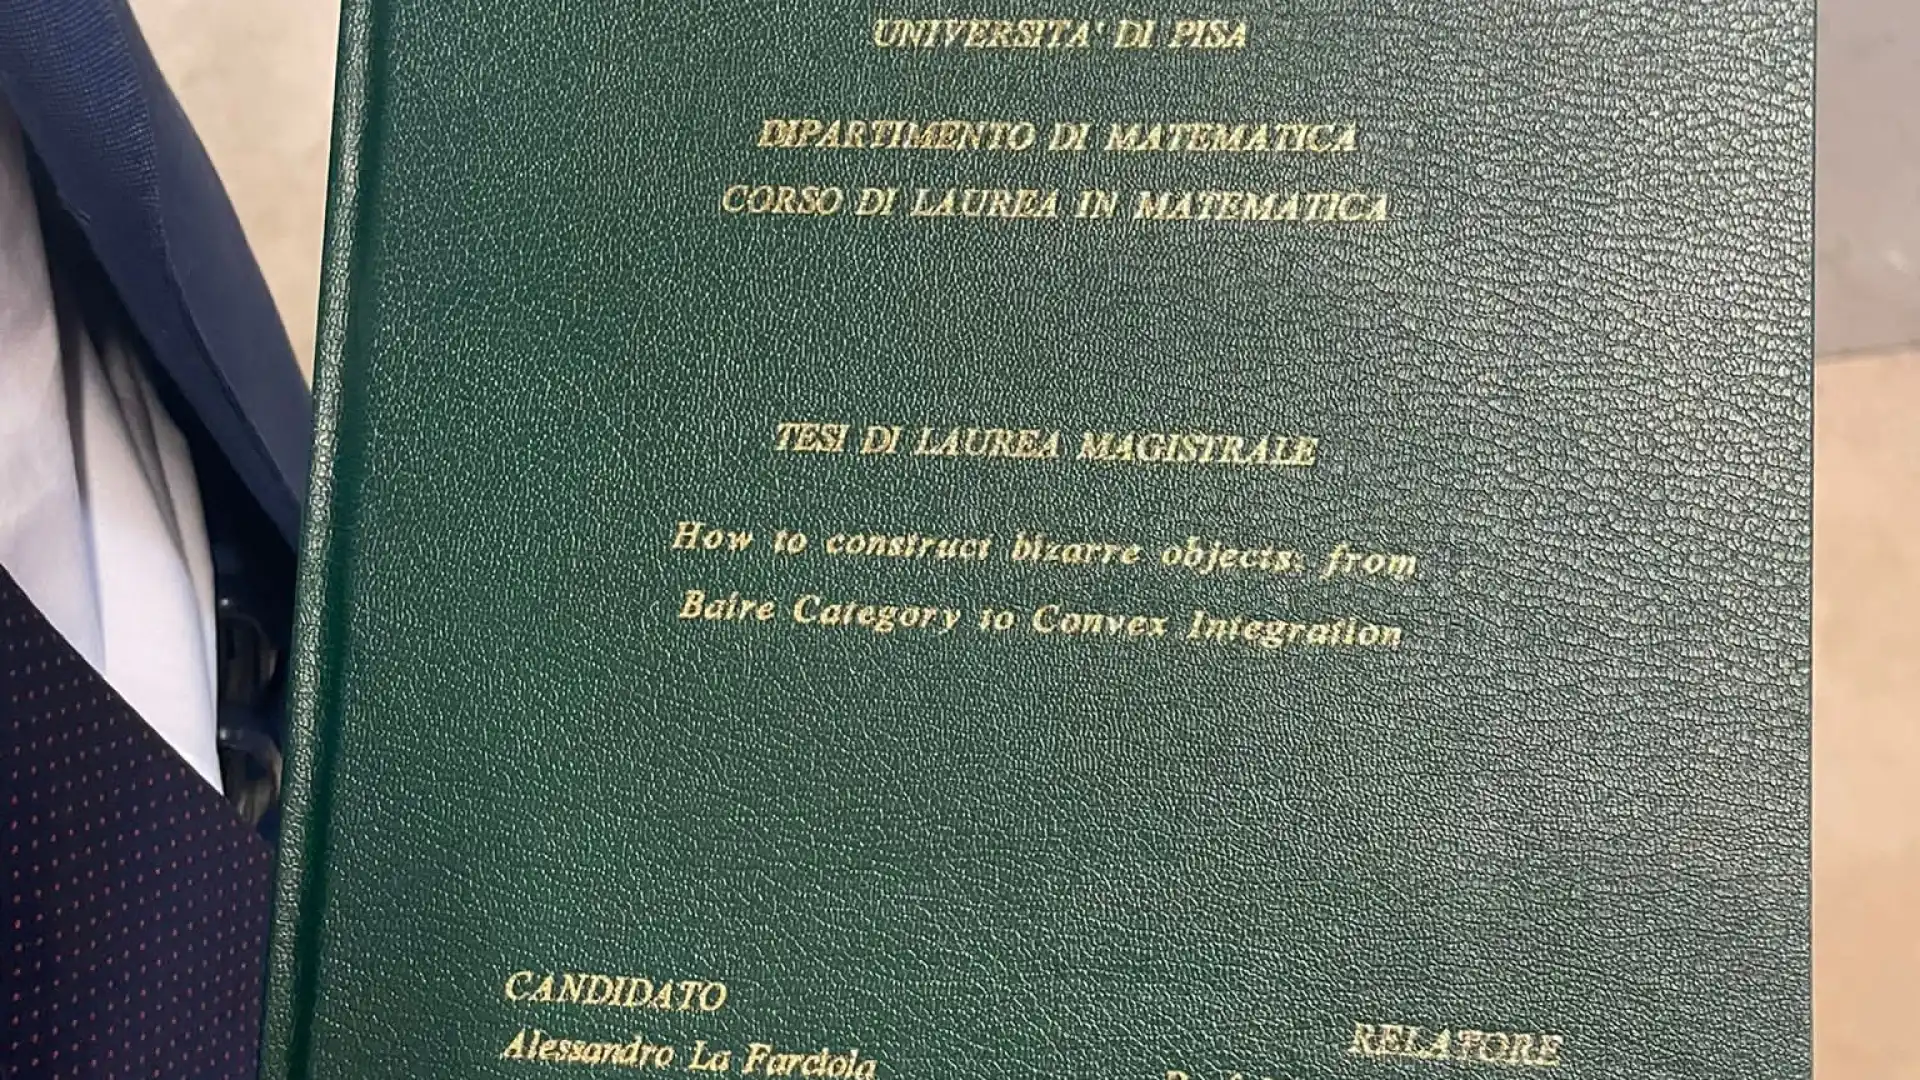 UNIVERSITA' DI PISA
DIPARTIMENTO DI MATEMATICA
CORSO DI LAUREA IN MATEMATICA
TESI DI LAUREA MAGISTRALE
How to construct bizarre objects: from
Baire Category to Convex Integration
CANDIDATO
Alessandro La Farciola
RELATORE